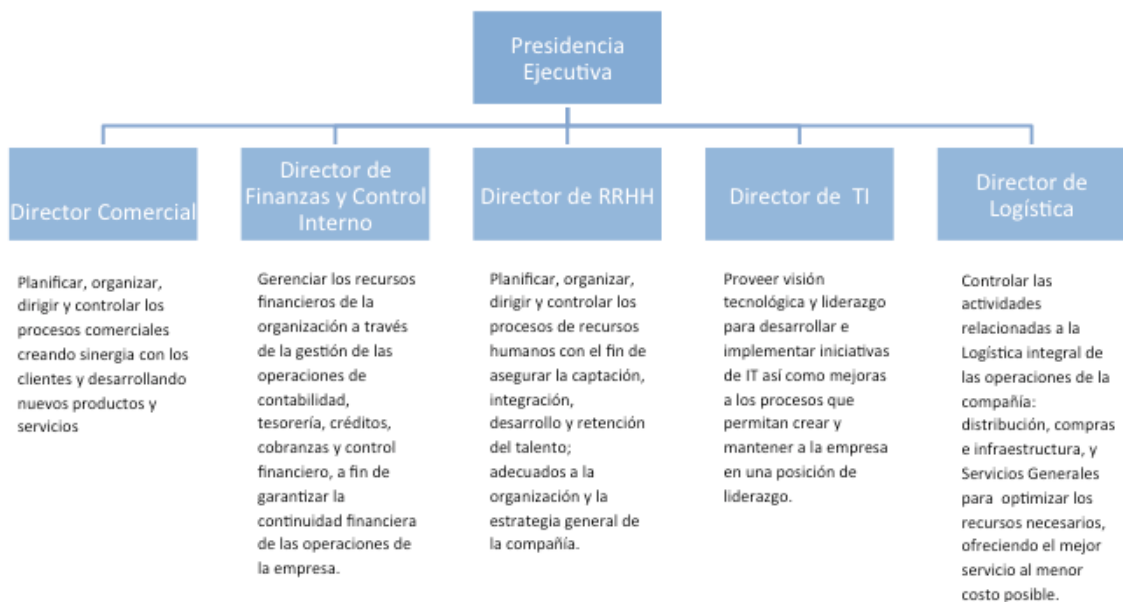 Presidencia
Ejecutiva
Director Comercial
Director de
Finanzas y Control
Interno
Director de RRHH
Director de TI
Director de
Logística
Planificar, organizar,
dirigir y controlar los
procesos comerciales
creando sinergia con los
clientes y desarrollando
nuevos productos y
servicios
Gerenciar los recursos
financieros de la
organización a través
de la gestión de las
operaciones de
contabilidad,
tesorería, créditos,
cobranzas y control
financiero, a fin de
garantizar la
continuidad financiera
de las operaciones de
la empresa.
Planificar, organizar,
dirigir y controlar los
procesos de recursos
humanos con el fin de
asegurar la captación,
integración,
desarrollo y retención
del talento;
adecuados a la
organización y la
estrategia general de
la compañía.
Proveer visión
tecnológica y liderazgo
para desarrollar e
implementar iniciativas
de IT así como mejoras
a los procesos que
permitan crear y
mantener a la empresa
en una posición de
liderazgo.
Controlar las
actividades
relacionadas a la
Logística integral de
las operaciones de la
compañía:
distribución, compras
e infraestructura, y
Servicios Generales
para optimizar los
recursos necesarios,
ofreciendo el mejor
servicio al menor
costo posible.